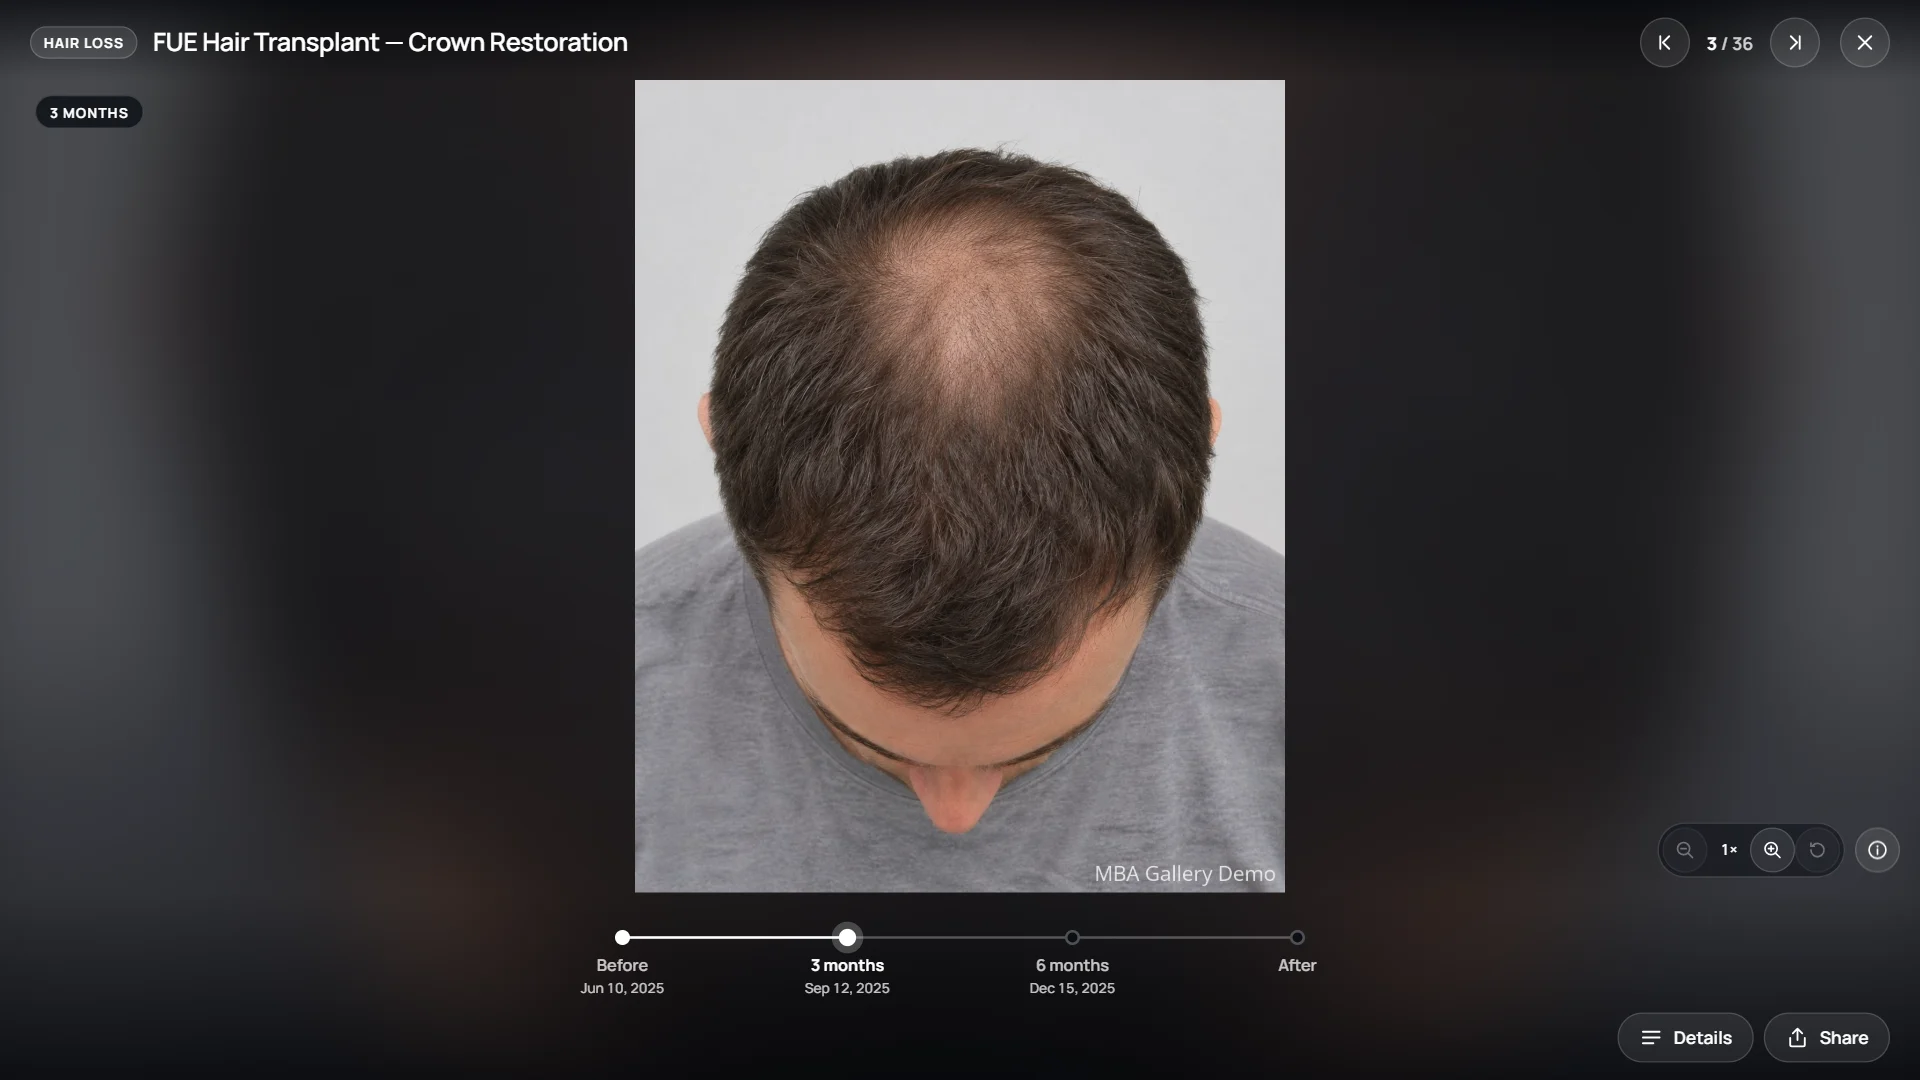 HAIR LOSS
FUE Hair Transplant — Crown Restoration
3 / 36
3 MONTHS
MBA Gallery Demo
1×
Before
3 months
6 months
After
Jun 10, 2025
Sep 12, 2025
Dec 15, 2025
Details
Share